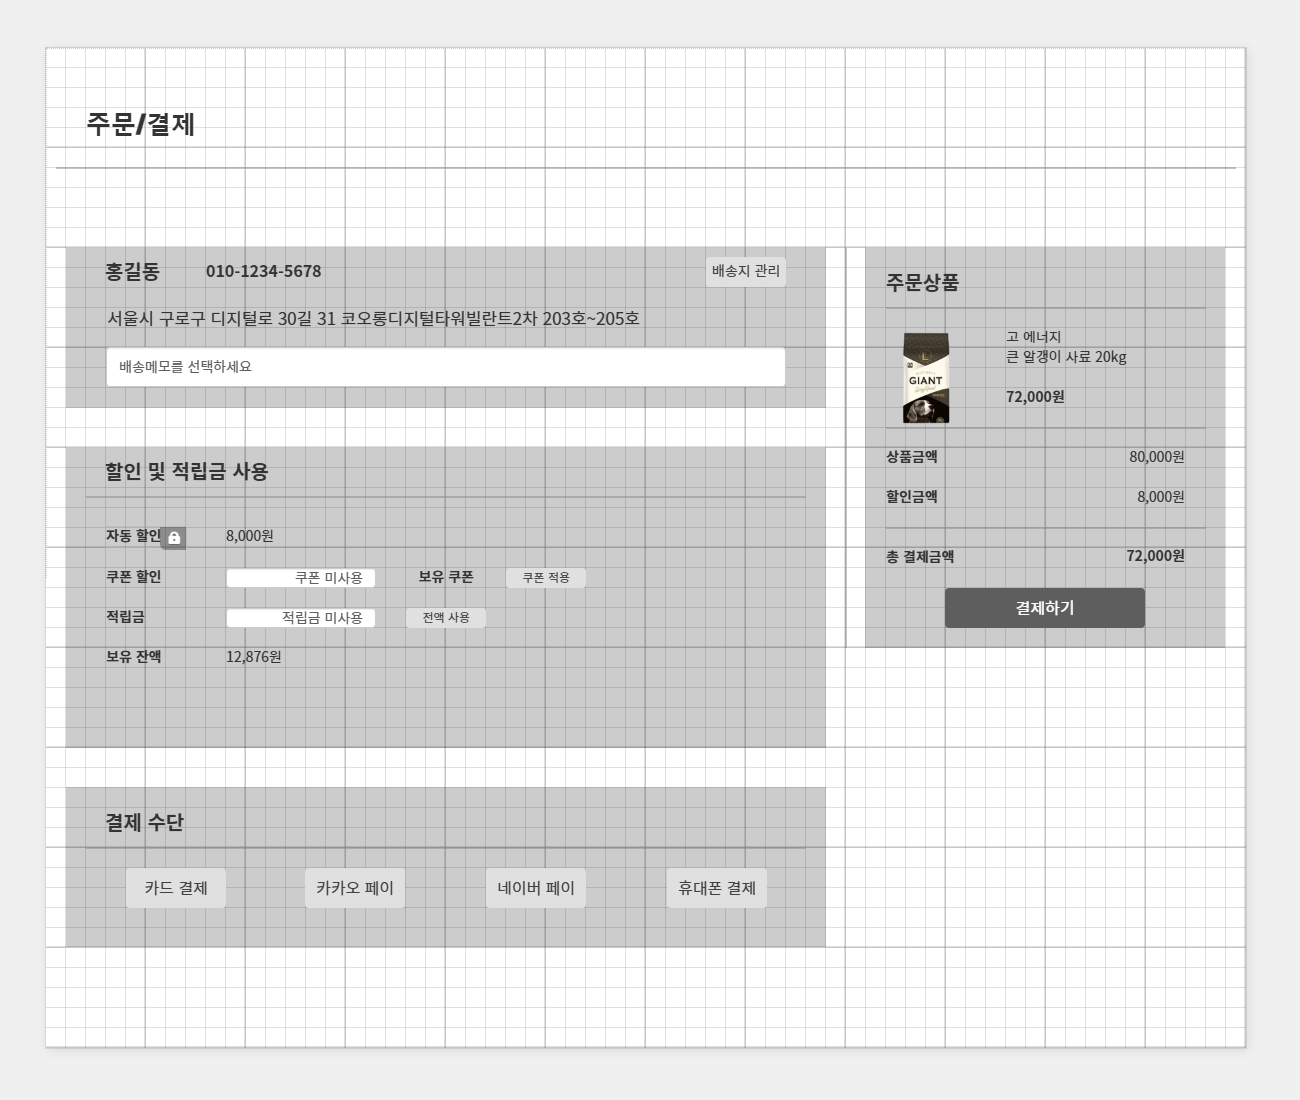 주문/결제
홍길동 010-1234-5678 배송지 관리
서울시 구로구 디지털로 30길 31 코오롱디지털타워빌란트2차 203호~205호
배송메모를 선택하세요
할인 및 적립금 사용
자동 할인 8,000원
쿠폰 할인 쿠폰 미사용 보유 쿠폰 쿠폰 적용
적립금 적립금 미사용 전액 사용
보유 잔액 12,876원
결제 수단
카드 결제 카카오 페이 네이버 페이 휴대폰 결제
주문상품
GIANT
고 에너지
큰 알갱이 사료 20kg
72,000원
상품금액 80,000원
할인금액 8,000원
총 결제금액 72,000원
결제하기